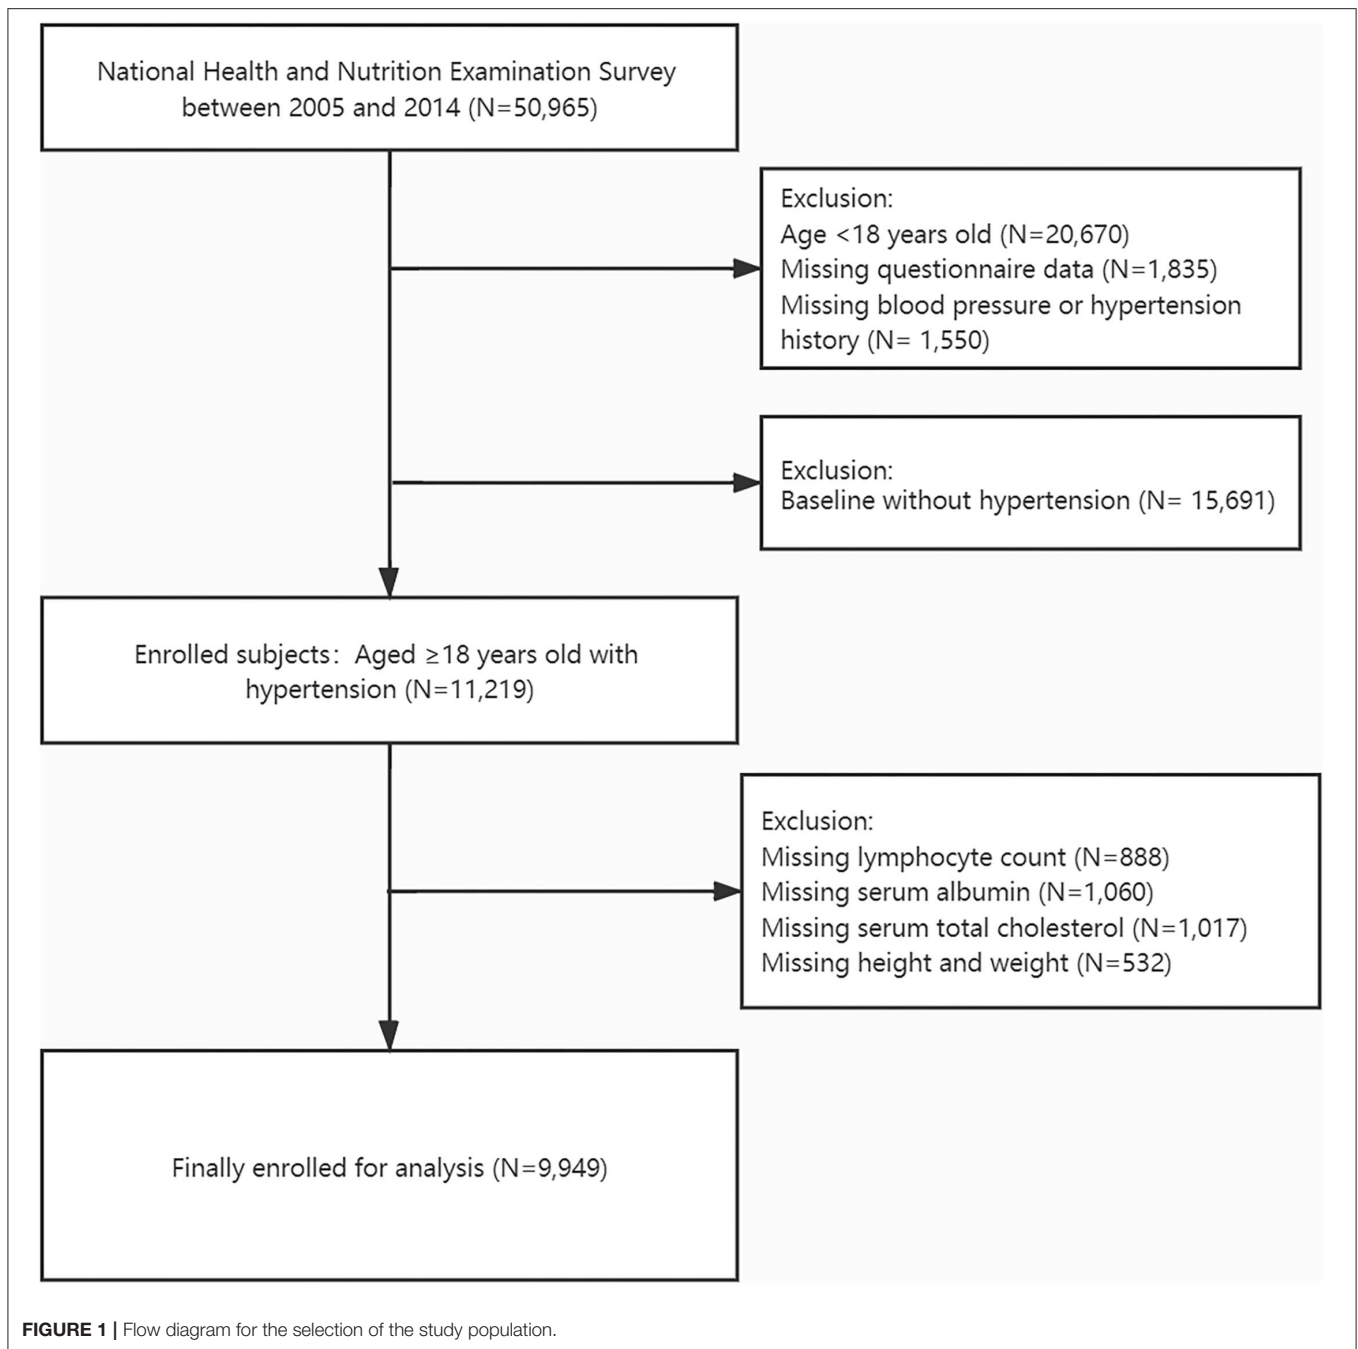 National Health and Nutrition Examination Survey
between 2005 and 2014 (N=50,965)
Exclusion:
Age <18 years old (N=20,670)
Missing questionnaire data (N=1,835)
Missing blood pressure or hypertension
history (N= 1,550)
Exclusion:
Baseline without hypertension (N= 15,691)
Enrolled subjects: Aged ≥18 years old with
hypertension (N=11,219)
Exclusion:
Missing lymphocyte count (N=888)
Missing serum albumin (N=1,060)
Missing serum total cholesterol (N=1,017)
Missing height and weight (N=532)
Finally enrolled for analysis (N=9,949)
FIGURE 1 | Flow diagram for the selection of the study population.